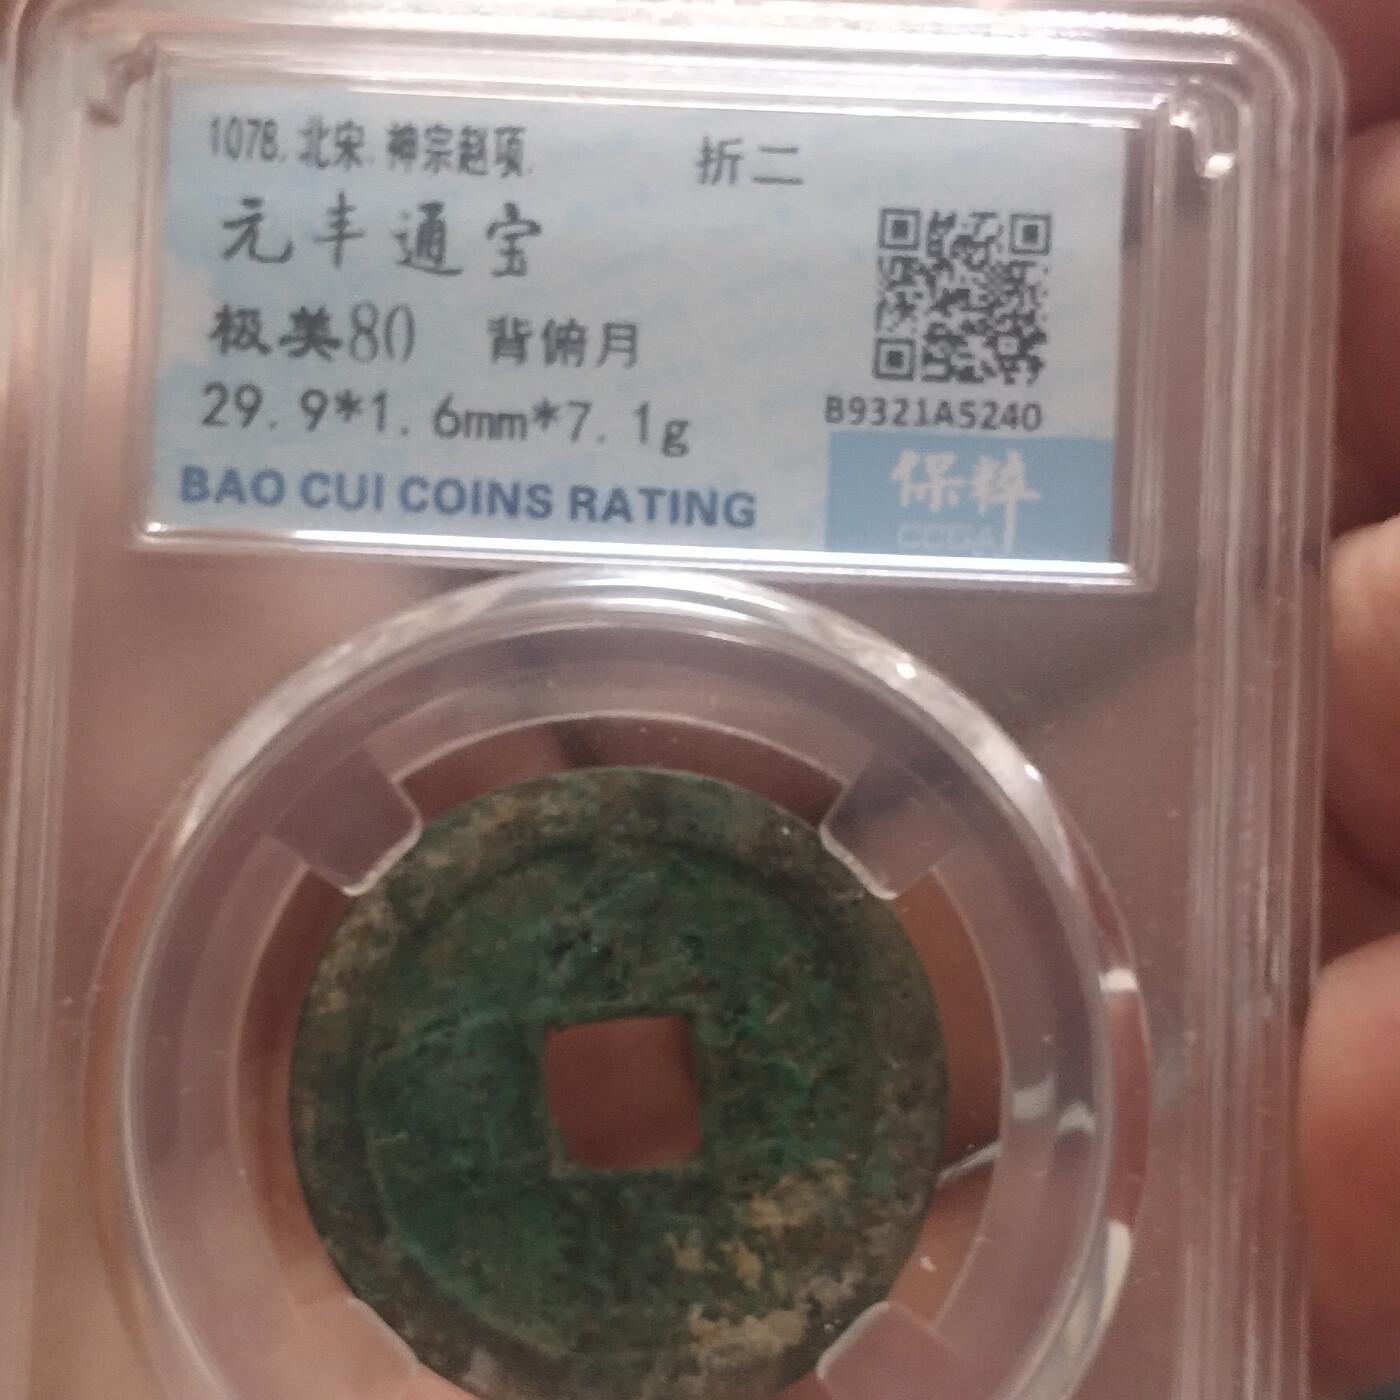 1078. 北宋. 神宗赵顼. 折二
元丰通宝
极美80 背俯月
29.9*1.6mm*7.1g
B9321A5240
BAO CUI COINS RATING
保粹
CCGA